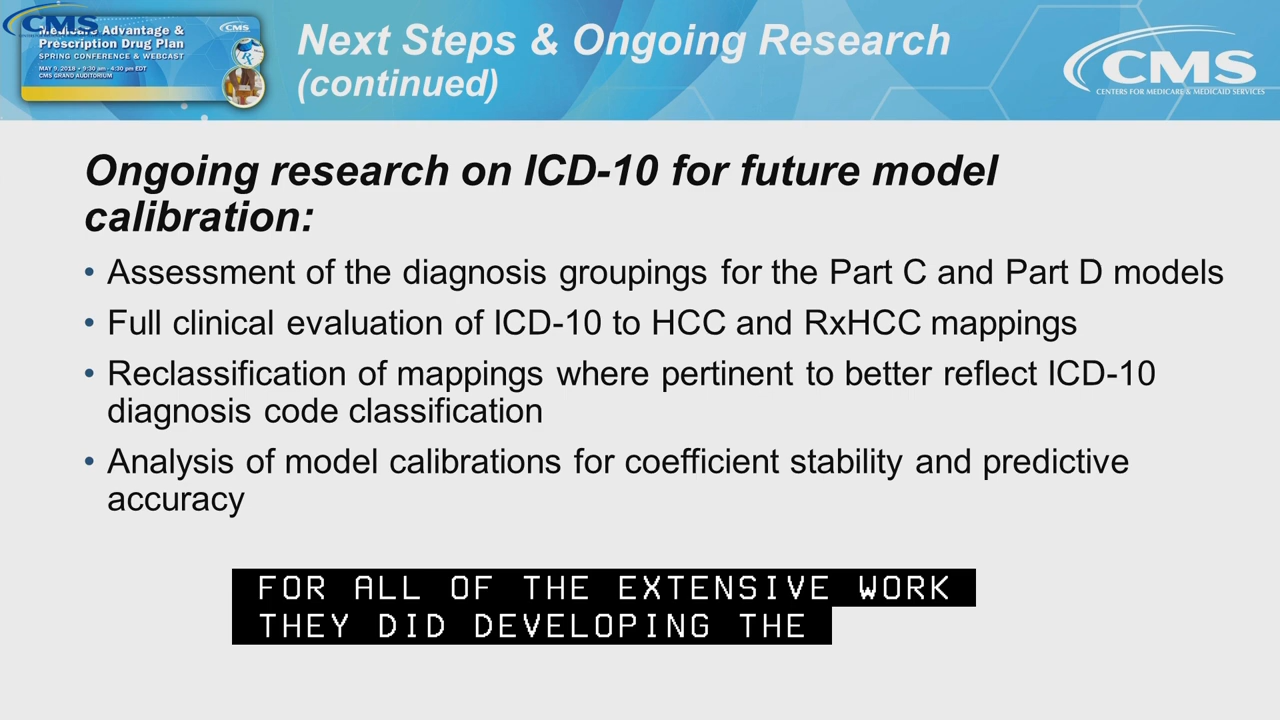 CMS
Medicare Advantage &
Prescription Drug Plan
SPRING CONFERENCE & WEBCAST
MAY 9, 2018 • 9:30 am - 4:30 pm EDT
CMS GRAND AUDITORIUM
CMS
Next Steps & Ongoing Research
(continued)
CMS
CENTERS FOR MEDICARE & MEDICAID SERVICES
Ongoing research on ICD-10 for future model
calibration:
• Assessment of the diagnosis groupings for the Part C and Part D models
• Full clinical evaluation of ICD-10 to HCC and RxHCC mappings
• Reclassification of mappings where pertinent to better reflect ICD-10
diagnosis code classification
• Analysis of model calibrations for coefficient stability and predictive
accuracy
FOR ALL OF THE EXTENSIVE WORK
THEY DID DEVELOPING THE